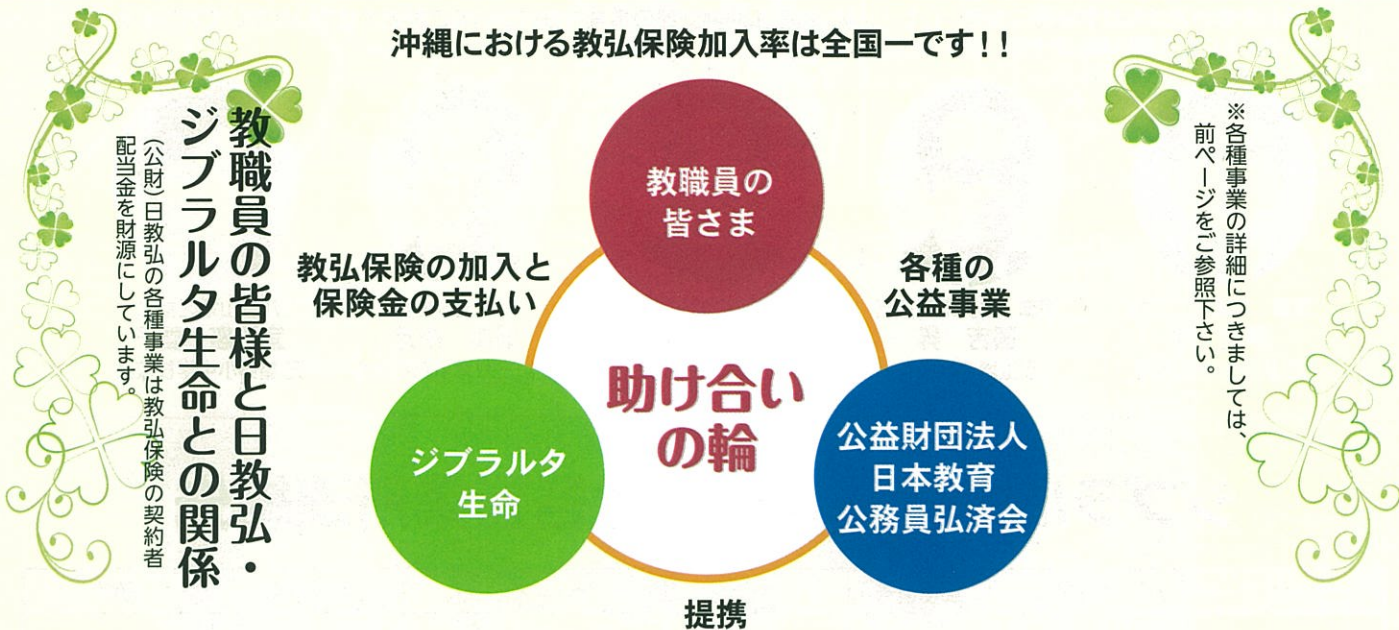 沖縄における教弘保険加入率は全国一です!!
教職員の皆様と日教弘・
ジブラルタ生命との関係
(公財)日教弘の各種事業は教弘保険の契約者
配当金を財源にしています。
※各種事業の詳細につきましては、
前ページをご参照下さい。
教職員の
皆さま
教弘保険の加入と
保険金の支払い
各種の
公益事業
助け合い
の輪
ジブラルタ
生命
公益財団法人
日本教育
公務員弘済会
提携